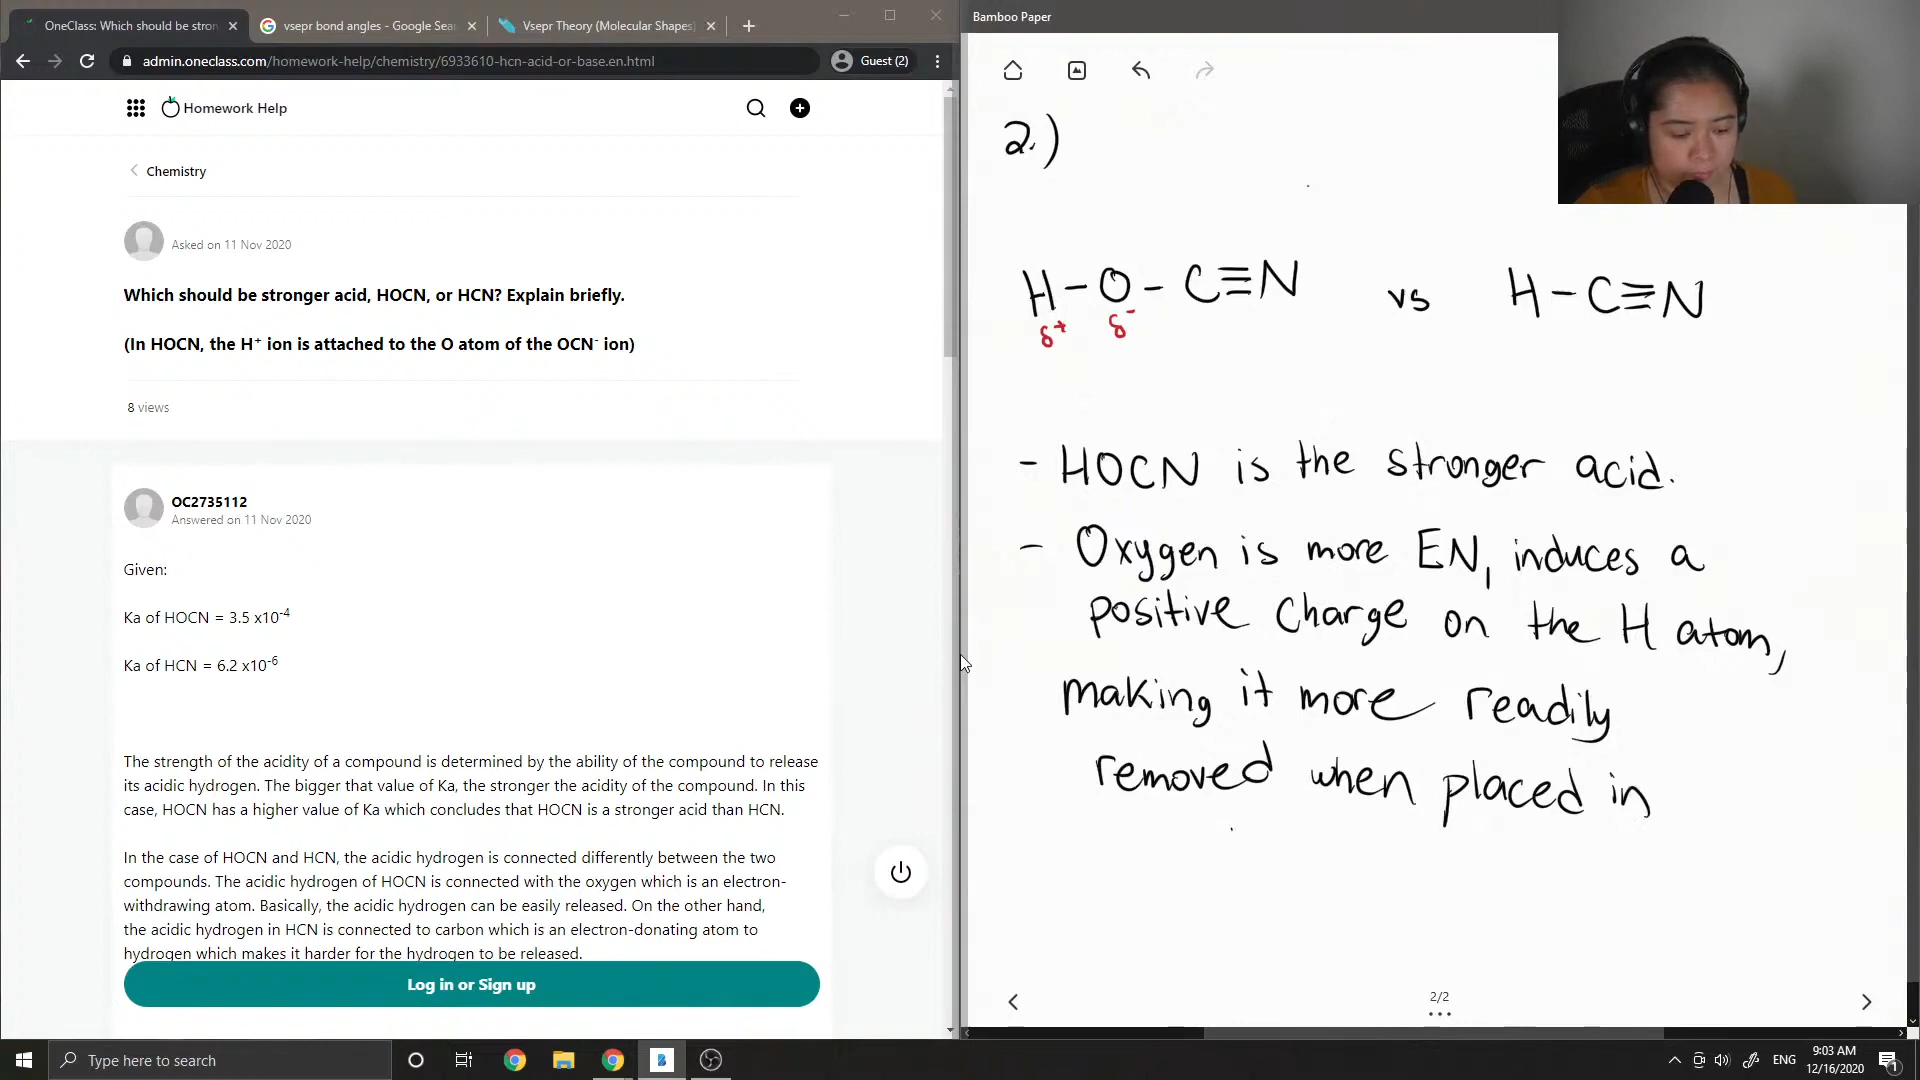 OneClass: Which should be stron
vsepr bond angles - Google Sea
Vsepr Theory (Molecular Shapes)
admin.oneclass.com/homework-help/chemistry/6933610-hcn-acid-or-base.en.html
Guest (2)
Homework Help
Chemistry
Asked on 11 Nov 2020
Which should be stronger acid, HOCN, or HCN? Explain briefly.
(In HOCN, the H⁺ ion is attached to the O atom of the OCN⁻ ion)
8 views
OC2735112
Answered on 11 Nov 2020
Given:
Ka of HOCN = 3.5 x10⁻⁴
Ka of HCN = 6.2 x10⁻⁶
The strength of the acidity of a compound is determined by the ability of the compound to release
its acidic hydrogen. The bigger that value of Ka, the stronger the acidity of the compound. In this
case, HOCN has a higher value of Ka which concludes that HOCN is a stronger acid than HCN.
In the case of HOCN and HCN, the acidic hydrogen is connected differently between the two
compounds. The acidic hydrogen of HOCN is connected with the oxygen which is an electron-
withdrawing atom. Basically, the acidic hydrogen can be easily released. On the other hand,
the acidic hydrogen in HCN is connected to carbon which is an electron-donating atom to
hydrogen which makes it harder for the hydrogen to be released.
Log in or Sign up
Bamboo Paper
2.)
H-O-C≡N vs H-C≡N
δ⁺ δ⁻
- HOCN is the stronger acid.
- Oxygen is more EN, induces a
positive charge on the H atom,
making it more readily
removed when placed in
2/2
Type here to search
ENG
9:03 AM
12/16/2020
1